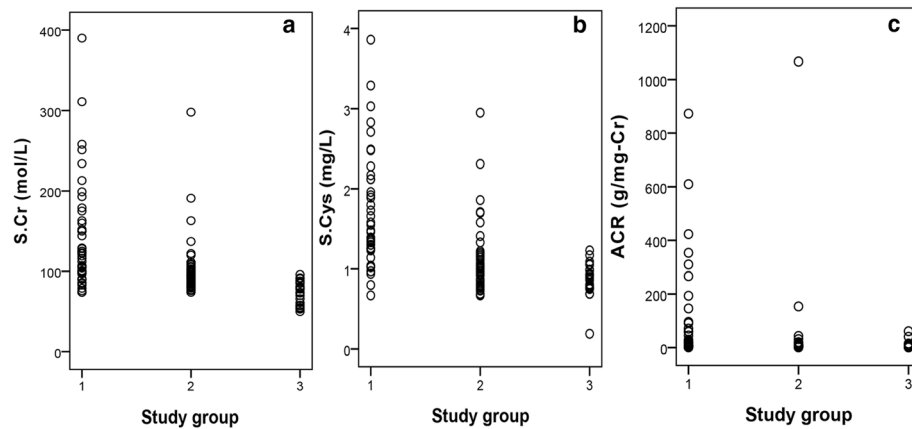 a
S.Cr (mol/L)
400
300
200
100
0
1 2 3
Study group
b
S.Cys (mg/L)
4
3
2
1
0
1 2 3
Study group
c
ACR (g/mg-Cr)
1200
1000
800
600
400
200
0
1 2 3
Study group